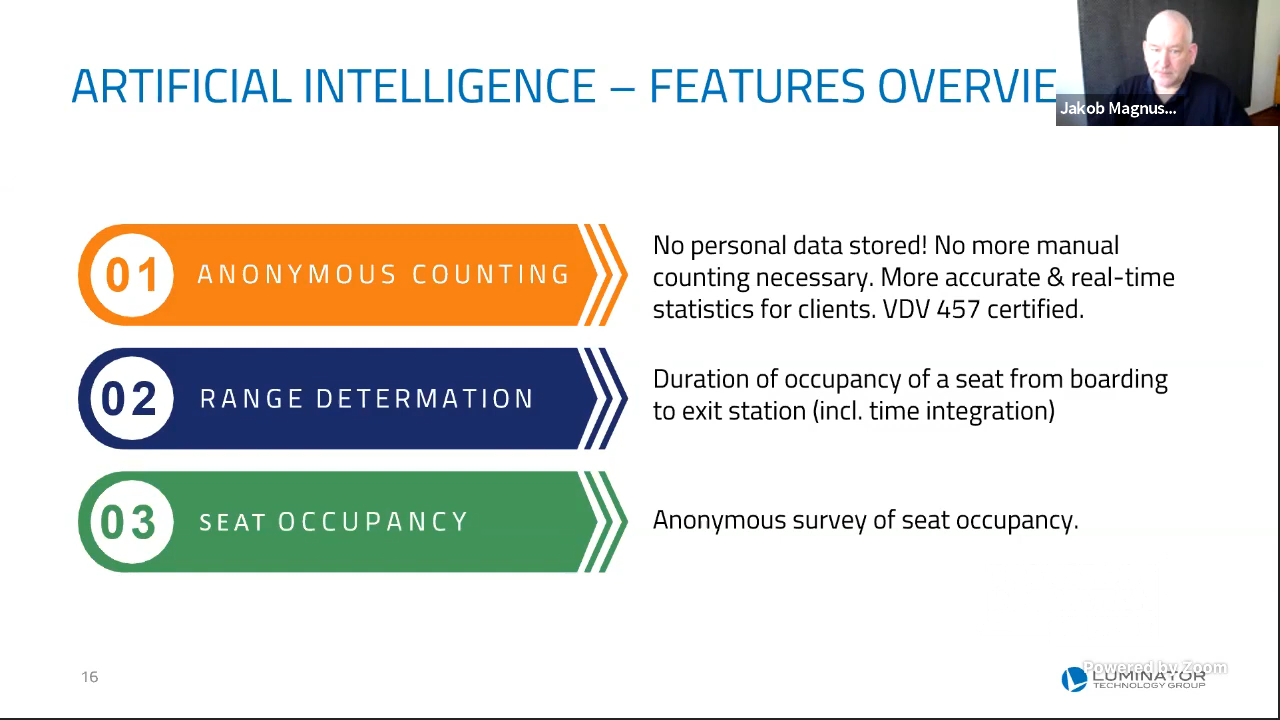 ARTIFICIAL INTELLIGENCE – FEATURES OVERVIE
Jakob Magnus...
01
ANONYMOUS COUNTING
No personal data stored! No more manual
counting necessary. More accurate & real-time
statistics for clients. VDV 457 certified.
02
RANGE DETERMATION
Duration of occupancy of a seat from boarding
to exit station (incl. time integration)
03
SEAT OCCUPANCY
Anonymous survey of seat occupancy.
16
Powered by Zoom
LUMINATOR
TECHNOLOGY GROUP